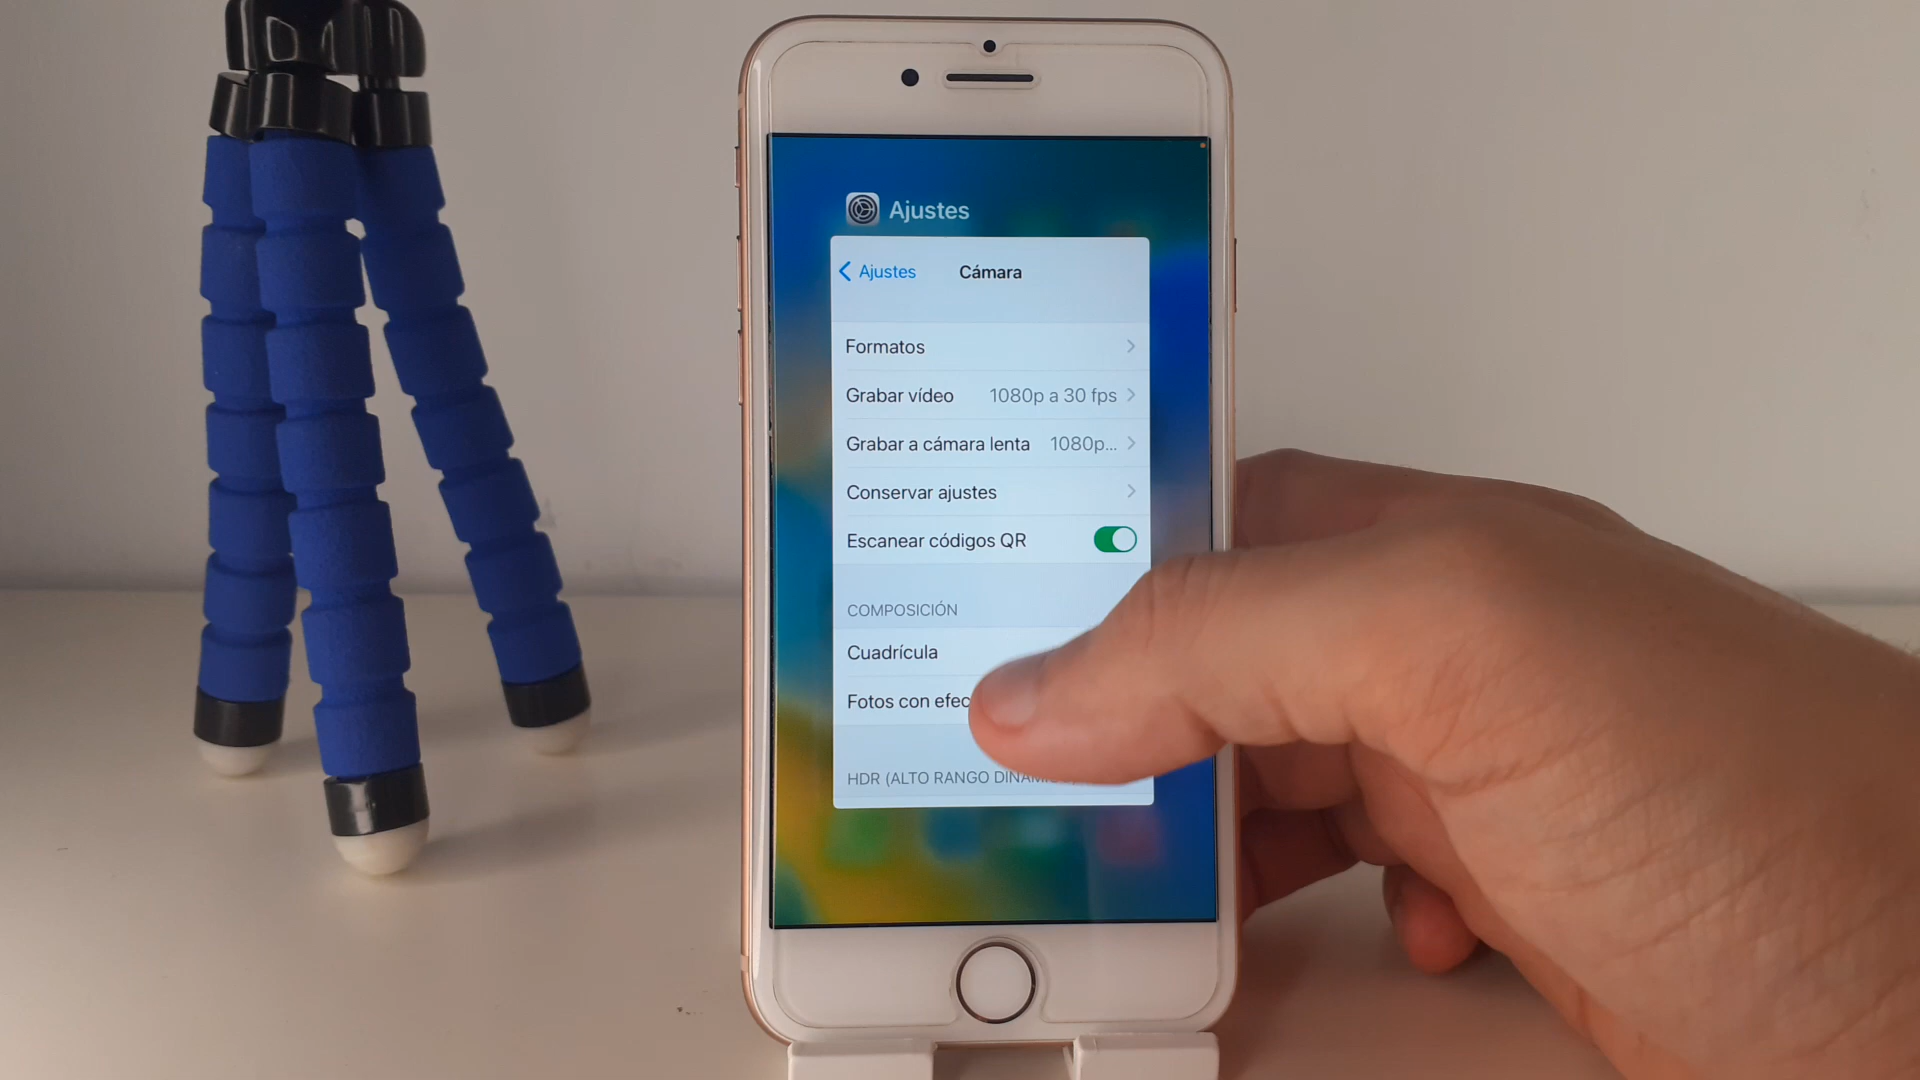 Ajustes
Ajustes
Cámara
Formatos
Grabar vídeo 1080p a 30 fps
Grabar a cámara lenta 1080p...
Conservar ajustes
Escanear códigos QR
COMPOSICIÓN
Cuadrícula
Fotos con efec
HDR (ALTO RANGO DINÁMICO)